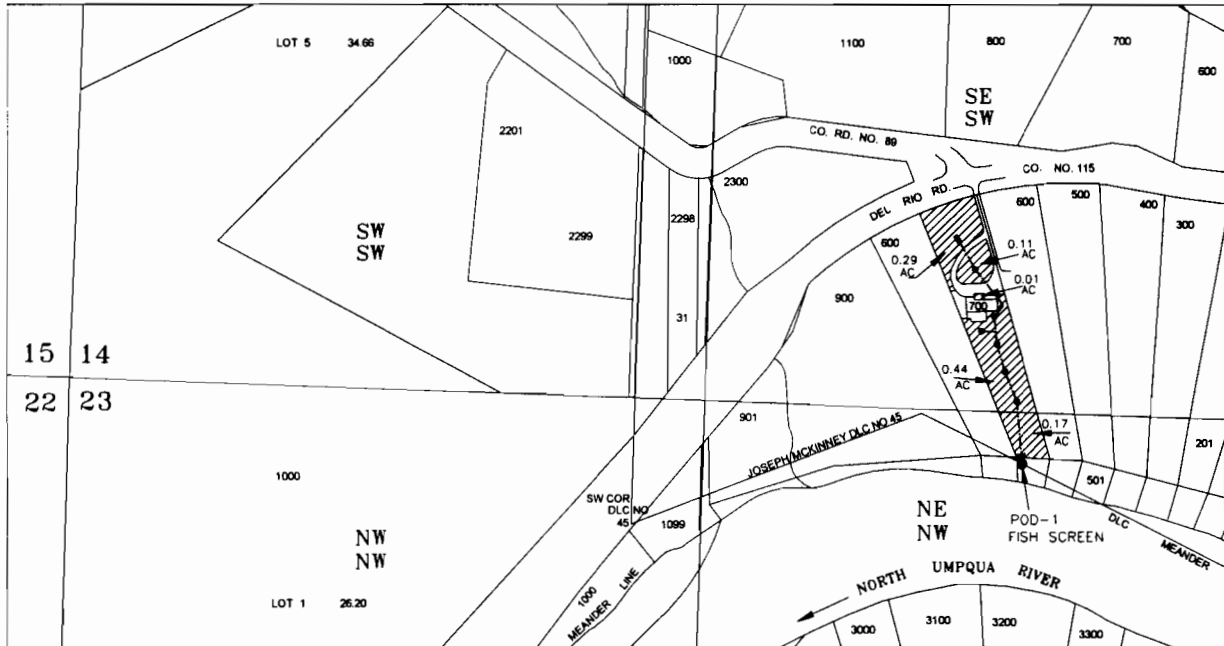 LOT 5 34.66
1000
1100
800
700
600
SE
SW
2201
CO. RD. NO. 89
CO. NO. 115
2300
DEL RIO RD.
600
500
400
300
2298
2299
SW
SW
600
0.29
AC
0.11
AC
0.01
AC
700
900
31
15 14
22 23
0.44
AC
901
JOSEPH MCKINNEY DLC NO 45
0.17
AC
201
1000
SW COR
DLC NO
45
1099
501
NW
NW
NE
NW
POD-1
FISH SCREEN
DLC
MEANDER
NORTH UMPQUA RIVER
1000
MEANDER LINE
LOT 1 26.20
3000
3100
3200
3300